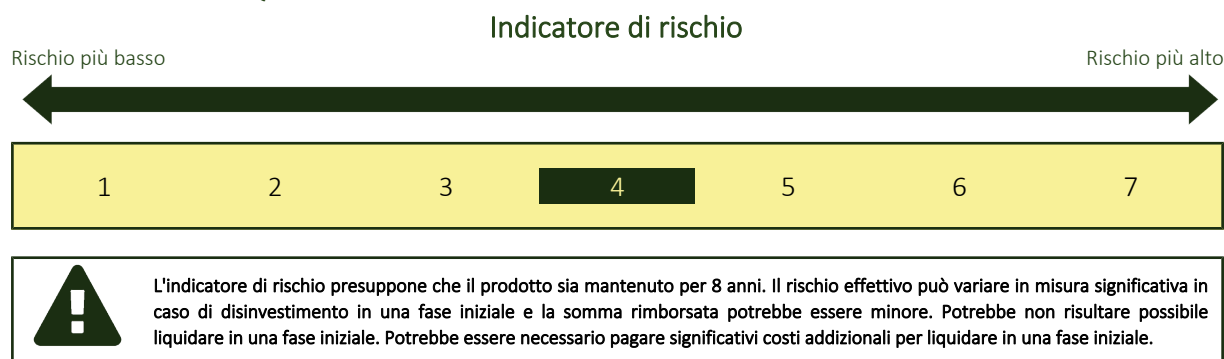 Indicatore di rischio
Rischio più basso
Rischio più alto
1 2 3 4 5 6 7
L'indicatore di rischio presuppone che il prodotto sia mantenuto per 8 anni. Il rischio effettivo può variare in misura significativa in
caso di disinvestimento in una fase iniziale e la somma rimborsata potrebbe essere minore. Potrebbe non risultare possibile
liquidare in una fase iniziale. Potrebbe essere necessario pagare significativi costi addizionali per liquidare in una fase iniziale.